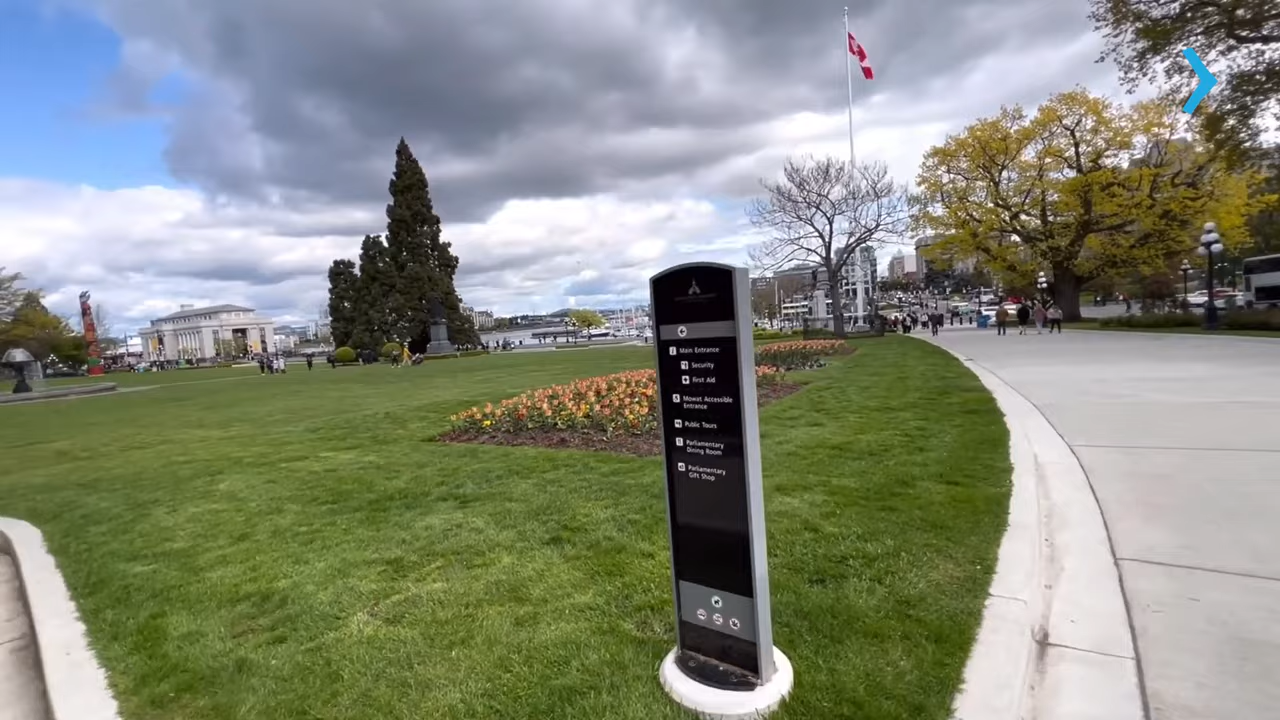 Main Entrance
Security
First Aid
Mowat Accessible
Entrance
Public Tours
Parliamentary
Dining Room
Parliamentary
Gift Shop